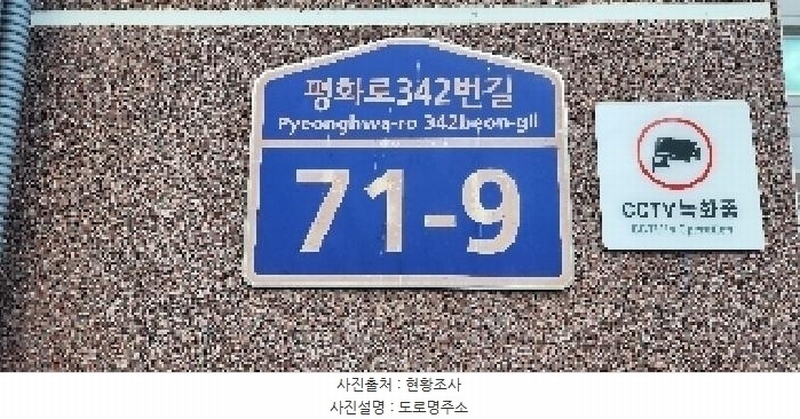 평화로342번길
Pyeonghwa-ro 342beon-gil
71-9
CCTV녹화중
사진출처 : 현황조사
사진설명 : 도로명주소